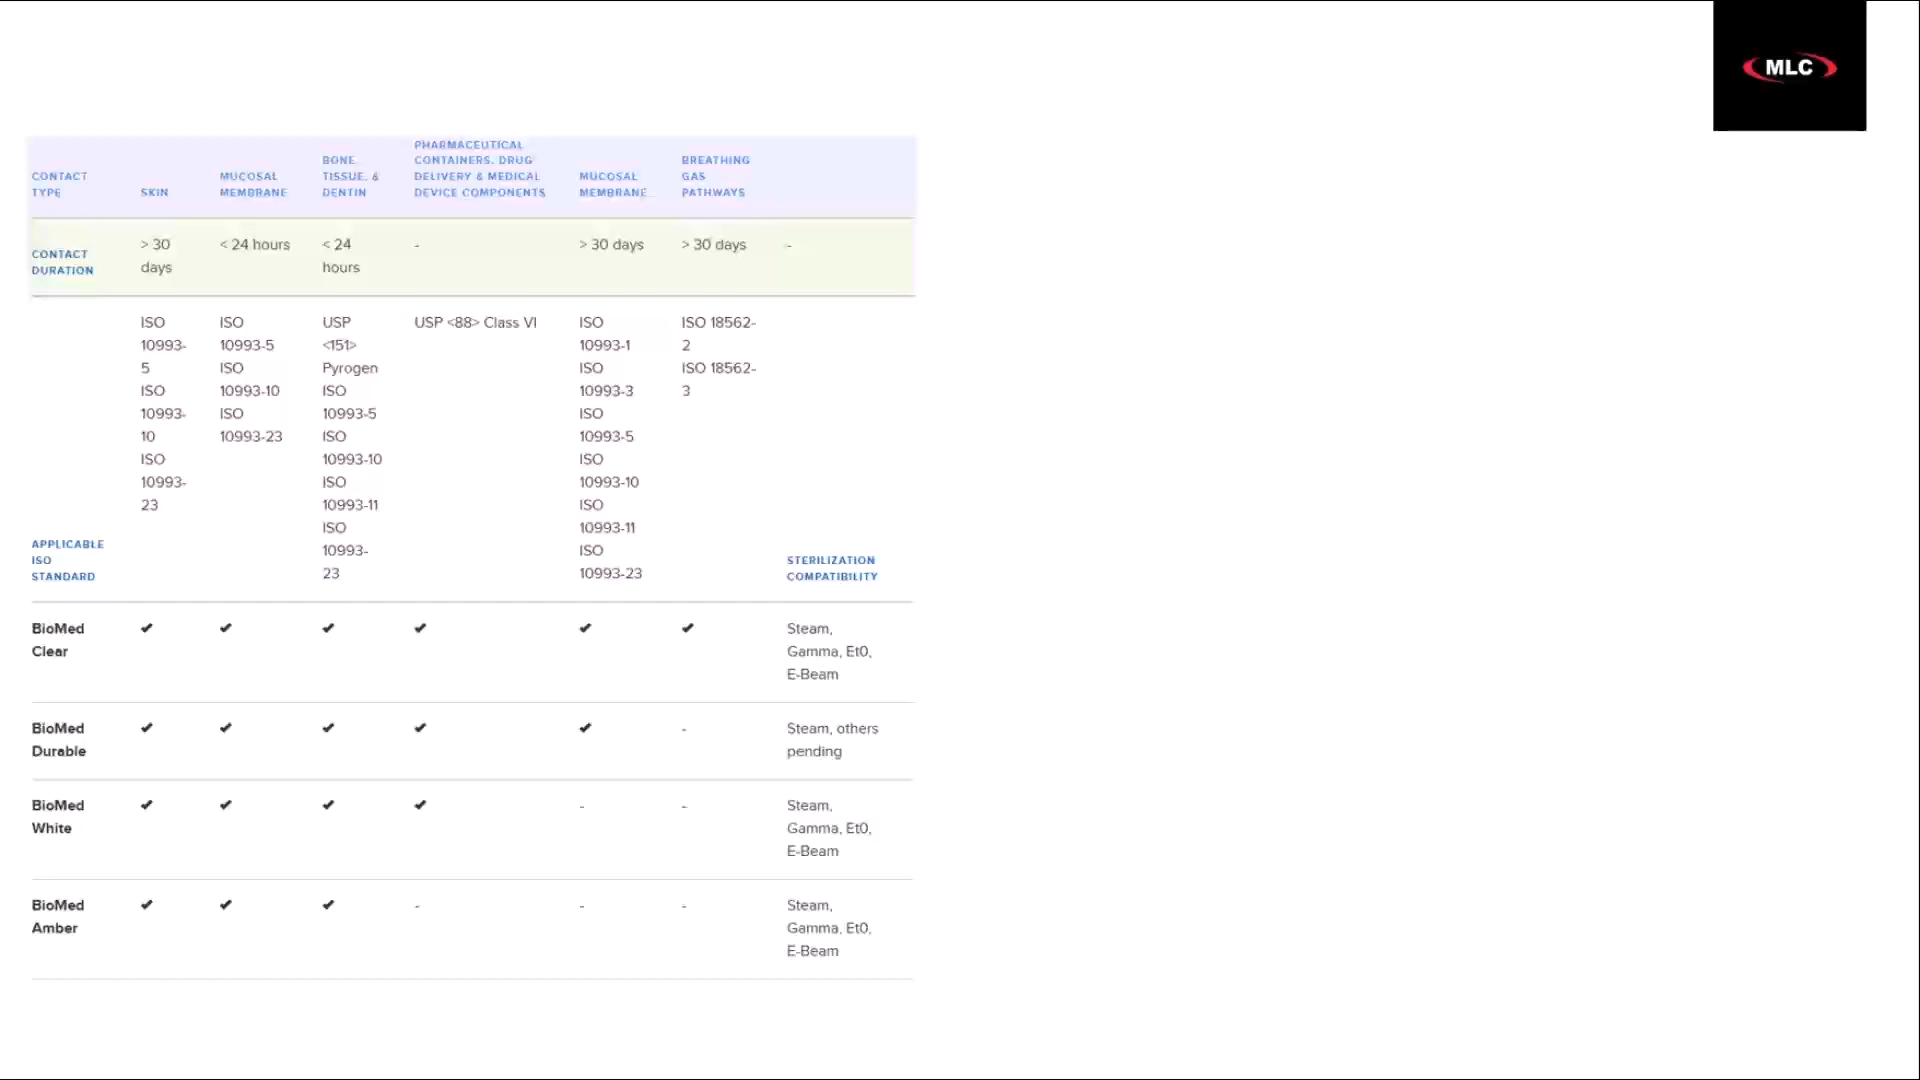 MLC
CONTACT
TYPE
SKIN
MUCOSAL
MEMBRANE
BONE,
TISSUE, &
DENTIN
PHARMACEUTICAL
CONTAINERS, DRUG
DELIVERY & MEDICAL
DEVICE COMPONENTS
MUCOSAL
MEMBRANE
BREATHING
GAS
PATHWAYS
CONTACT
DURATION
> 30
days
< 24 hours
< 24
hours
-
> 30 days
> 30 days
-
APPLICABLE
ISO
STANDARD
ISO
10993-
5
ISO
10993-
10
ISO
10993-
23
ISO
10993-5
ISO
10993-10
ISO
10993-23
USP
<151>
Pyrogen
ISO
10993-5
ISO
10993-10
ISO
10993-11
ISO
10993-
23
USP <88> Class VI
ISO
10993-1
ISO
10993-3
ISO
10993-5
ISO
10993-10
ISO
10993-11
ISO
10993-23
ISO 18562-
2
ISO 18562-
3
STERILIZATION
COMPATIBILITY
BioMed
Clear
✔ ✔ ✔ ✔ ✔ ✔
Steam,
Gamma, Et0,
E-Beam
BioMed
Durable
✔ ✔ ✔ ✔ ✔ -
Steam, others
pending
BioMed
White
✔ ✔ ✔ ✔ - -
Steam,
Gamma, Et0,
E-Beam
BioMed
Amber
✔ ✔ ✔ - - -
Steam,
Gamma, Et0,
E-Beam